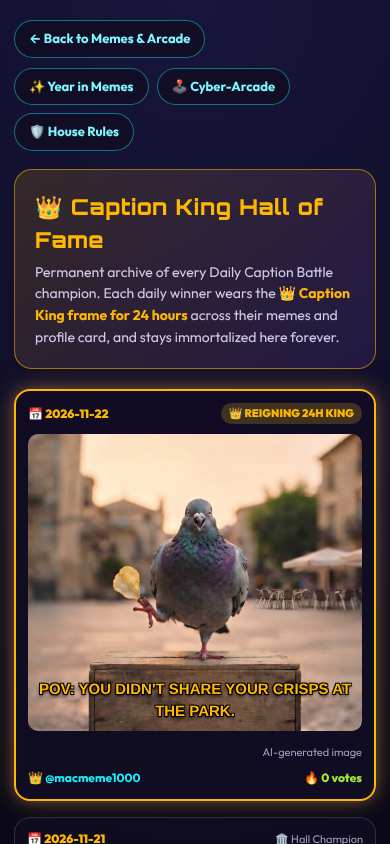 ← Back to Memes & Arcade
✨ Year in Memes
🕹️ Cyber-Arcade
🛡️ House Rules
👑 Caption King Hall of
Fame
Permanent archive of every Daily Caption Battle
champion. Each daily winner wears the 👑 Caption
King frame for 24 hours across their memes and
profile card, and stays immortalized here forever.
📅 2026-11-22
👑 REIGNING 24H KING
POV: YOU DIDN'T SHARE YOUR CRISPS AT
THE PARK.
AI-generated image
👑 @macmeme1000
🔥 0 votes
📅 2026-11-21
🏛️ Hall Champion